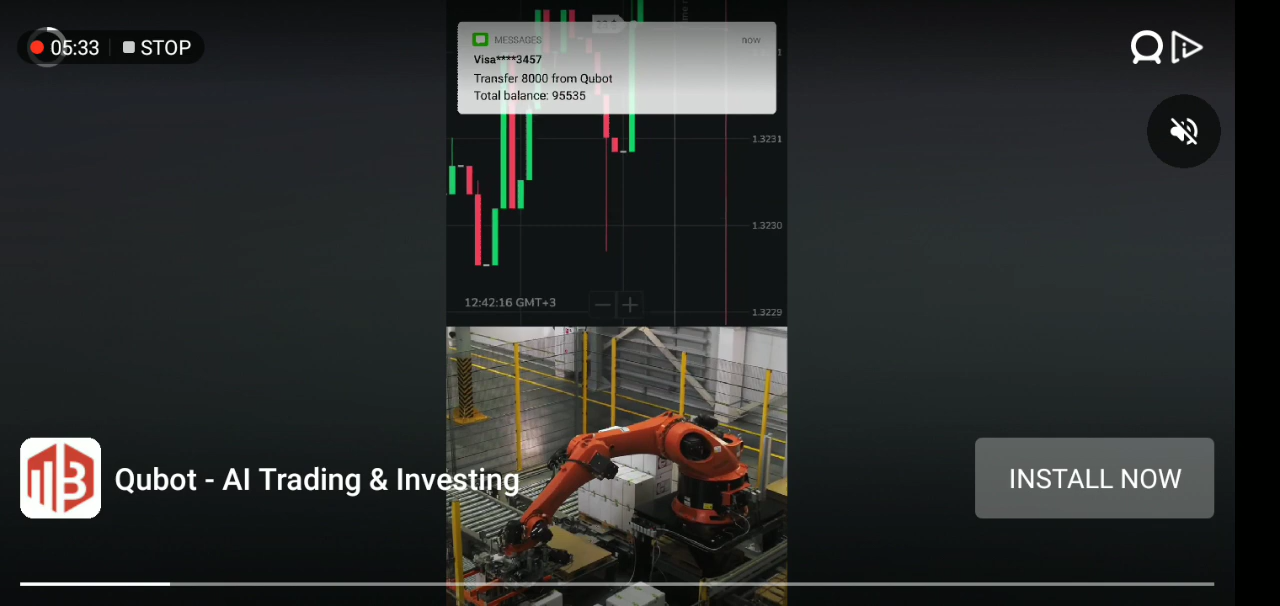 05:33 STOP
MESSAGES now
Visa****3457
Transfer 8000 from Qubot
Total balance: 95535
1.3231
1.3230
12:42:16 GMT+3
1.3229
Qubot - AI Trading & Investing
INSTALL NOW